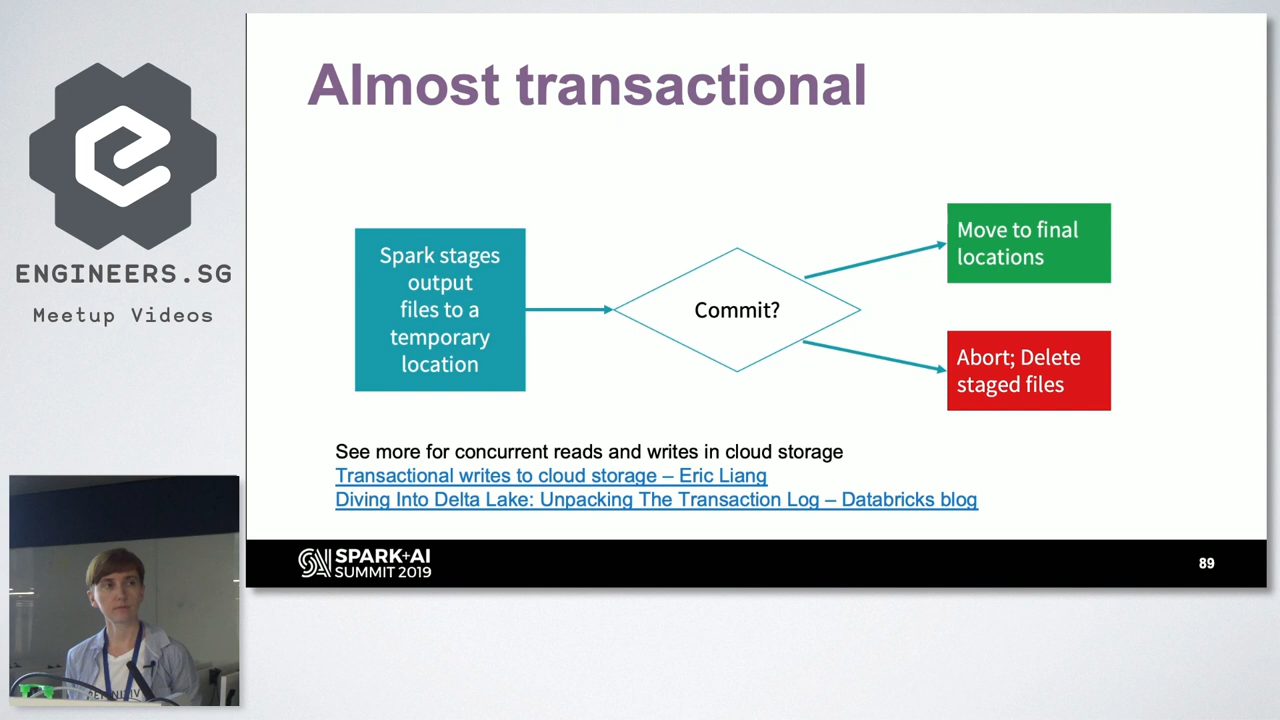 ENGINEERS.SG
Meetup Videos
Almost transactional
Spark stages
output
files to a
temporary
location
Commit?
Move to final
locations
Abort; Delete
staged files
See more for concurrent reads and writes in cloud storage
Transactional writes to cloud storage – Eric Liang
Diving Into Delta Lake: Unpacking The Transaction Log – Databricks blog
SPARK+AI
SUMMIT 2019
89